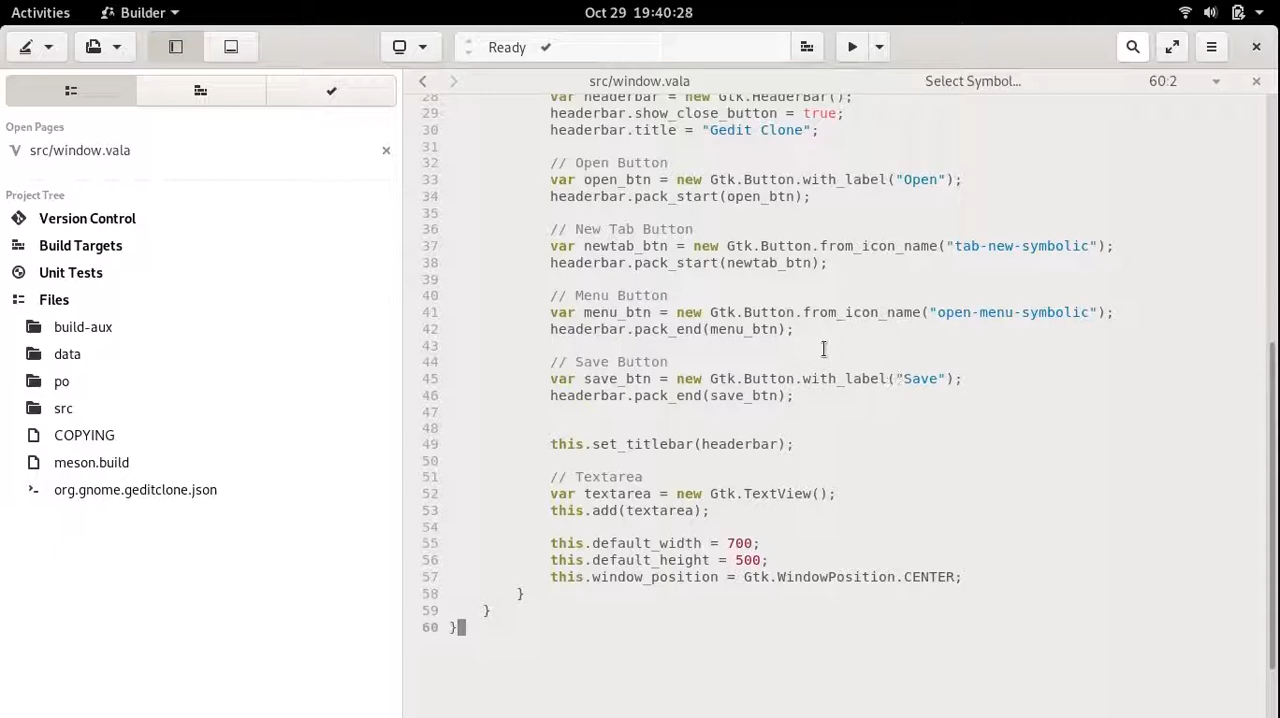 Activities
Builder
Oct 29 19:40:28
Ready
src/window.vala
Select Symbol...
60:2
Open Pages
src/window.vala
Project Tree
Version Control
Build Targets
Unit Tests
Files
build-aux
data
po
src
COPYING
meson.build
org.gnome.geditclone.json
28 var headerbar = new Gtk.HeaderBar();
29 headerbar.show_close_button = true;
30 headerbar.title = "Gedit Clone";
31
32 // Open Button
33 var open_btn = new Gtk.Button.with_label("Open");
34 headerbar.pack_start(open_btn);
35
36 // New Tab Button
37 var newtab_btn = new Gtk.Button.from_icon_name("tab-new-symbolic");
38 headerbar.pack_start(newtab_btn);
39
40 // Menu Button
41 var menu_btn = new Gtk.Button.from_icon_name("open-menu-symbolic");
42 headerbar.pack_end(menu_btn);
43
44 // Save Button
45 var save_btn = new Gtk.Button.with_label("Save");
46 headerbar.pack_end(save_btn);
47
48
49 this.set_titlebar(headerbar);
50
51 // Textarea
52 var textarea = new Gtk.TextView();
53 this.add(textarea);
54
55 this.default_width = 700;
56 this.default_height = 500;
57 this.window_position = Gtk.WindowPosition.CENTER;
58 }
59 }
60 }